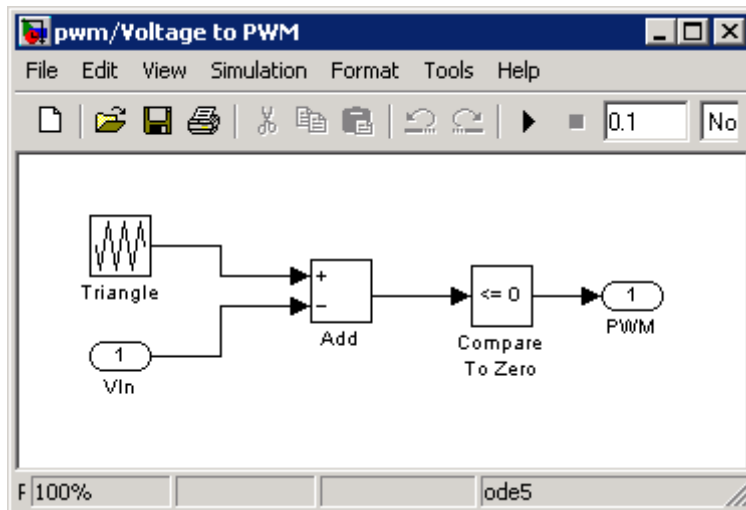 pwm/Voltage to PWM
File Edit View Simulation Format Tools Help
0.1 No
Triangle
+
−
Add
1
VIn
<= 0
Compare
To Zero
1
PWM
F 100% ode5